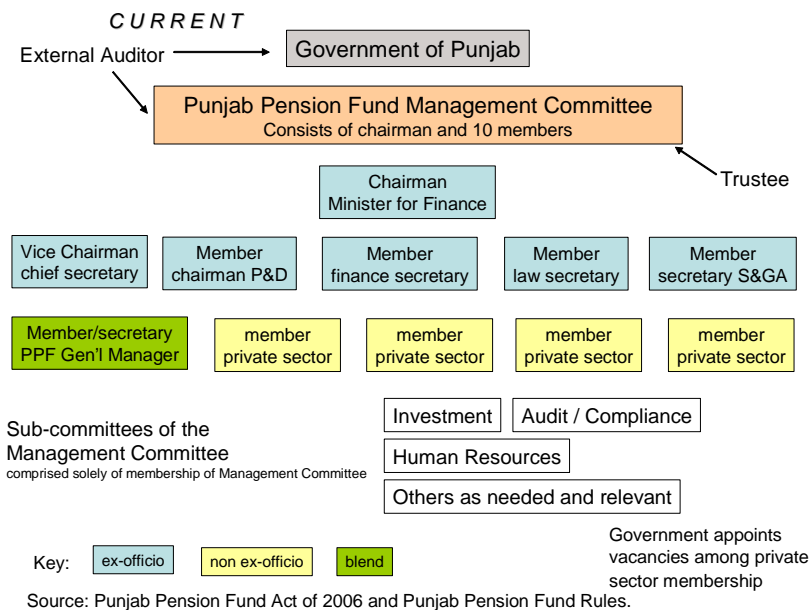 CURRENT
External Auditor
Government of Punjab
Punjab Pension Fund Management Committee
Consists of chairman and 10 members
Trustee
Chairman
Minister for Finance
Vice Chairman
chief secretary
Member
chairman P&D
Member
finance secretary
Member
law secretary
Member
secretary S&GA
Member/secretary
PPF Gen'l Manager
member
private sector
member
private sector
member
private sector
member
private sector
Sub-committees of the
Management Committee
comprised solely of membership of Management Committee
Investment
Audit / Compliance
Human Resources
Others as needed and relevant
Key:
ex-officio
non ex-officio
blend
Government appoints
vacancies among private
sector membership
Source: Punjab Pension Fund Act of 2006 and Punjab Pension Fund Rules.